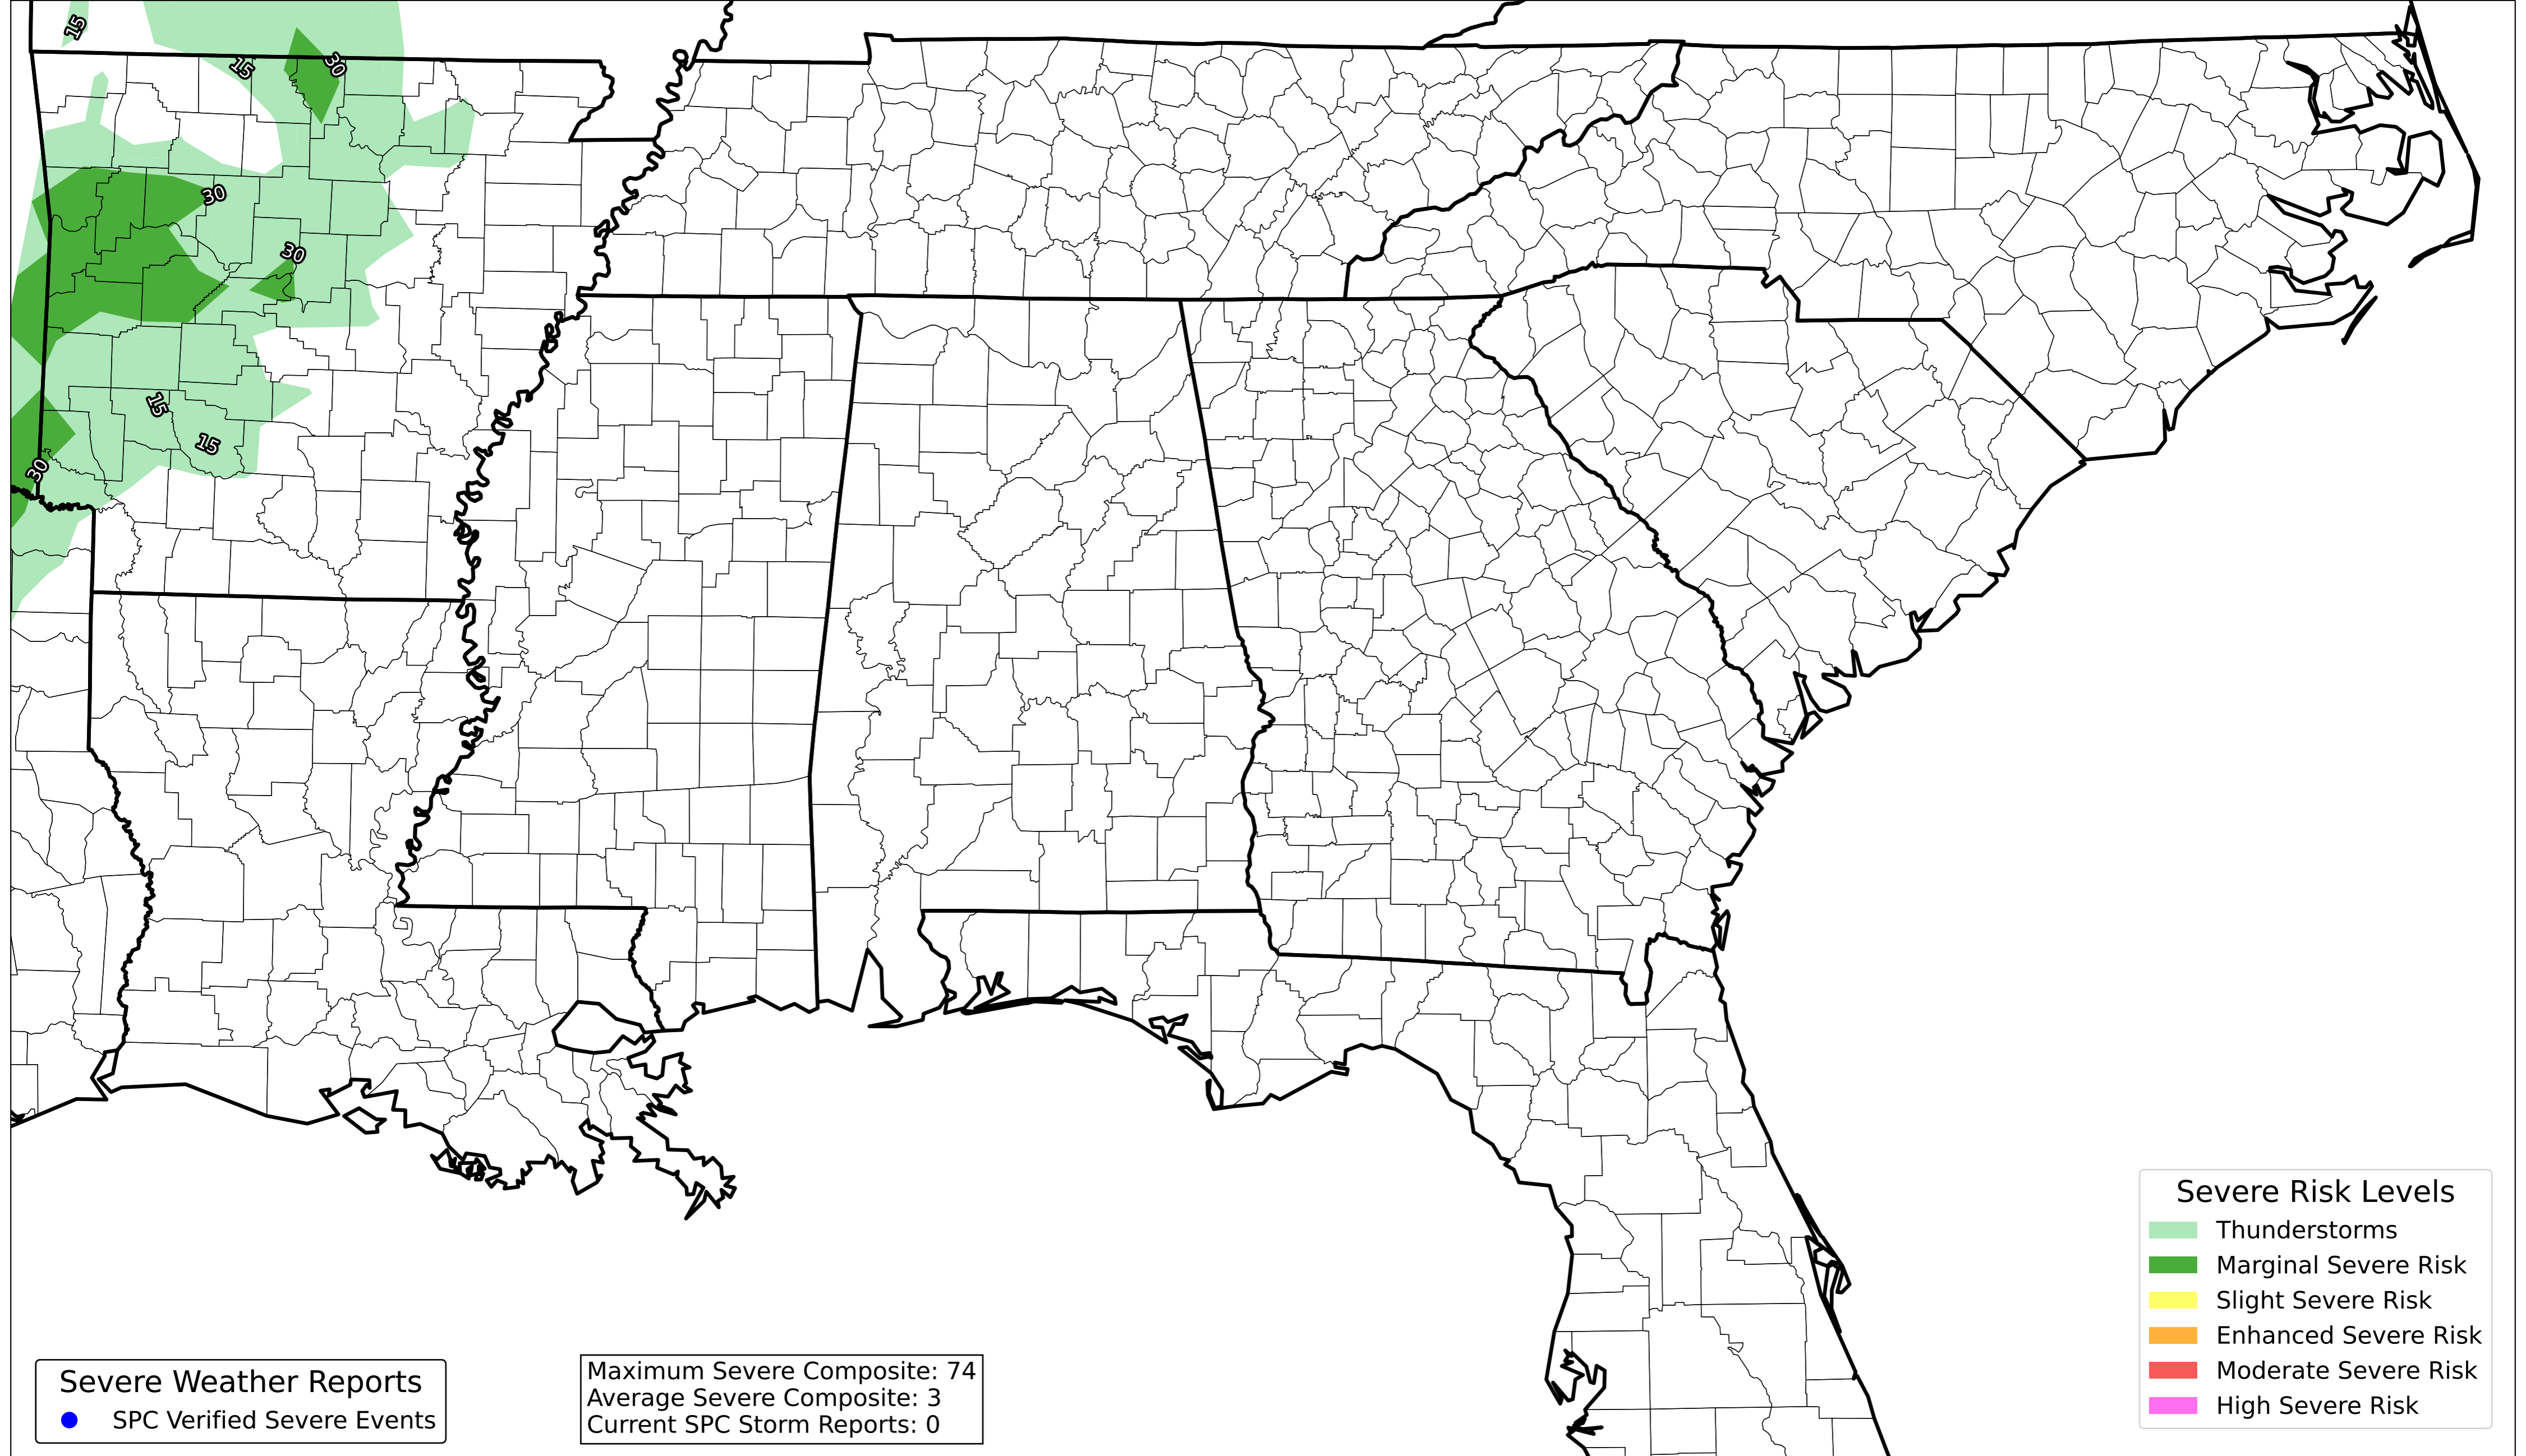 15
15
30
30
30
15
15
30
Severe Risk Levels
Thunderstorms
Marginal Severe Risk
Slight Severe Risk
Enhanced Severe Risk
Moderate Severe Risk
High Severe Risk
Severe Weather Reports
SPC Verified Severe Events
Maximum Severe Composite: 74
Average Severe Composite: 3
Current SPC Storm Reports: 0